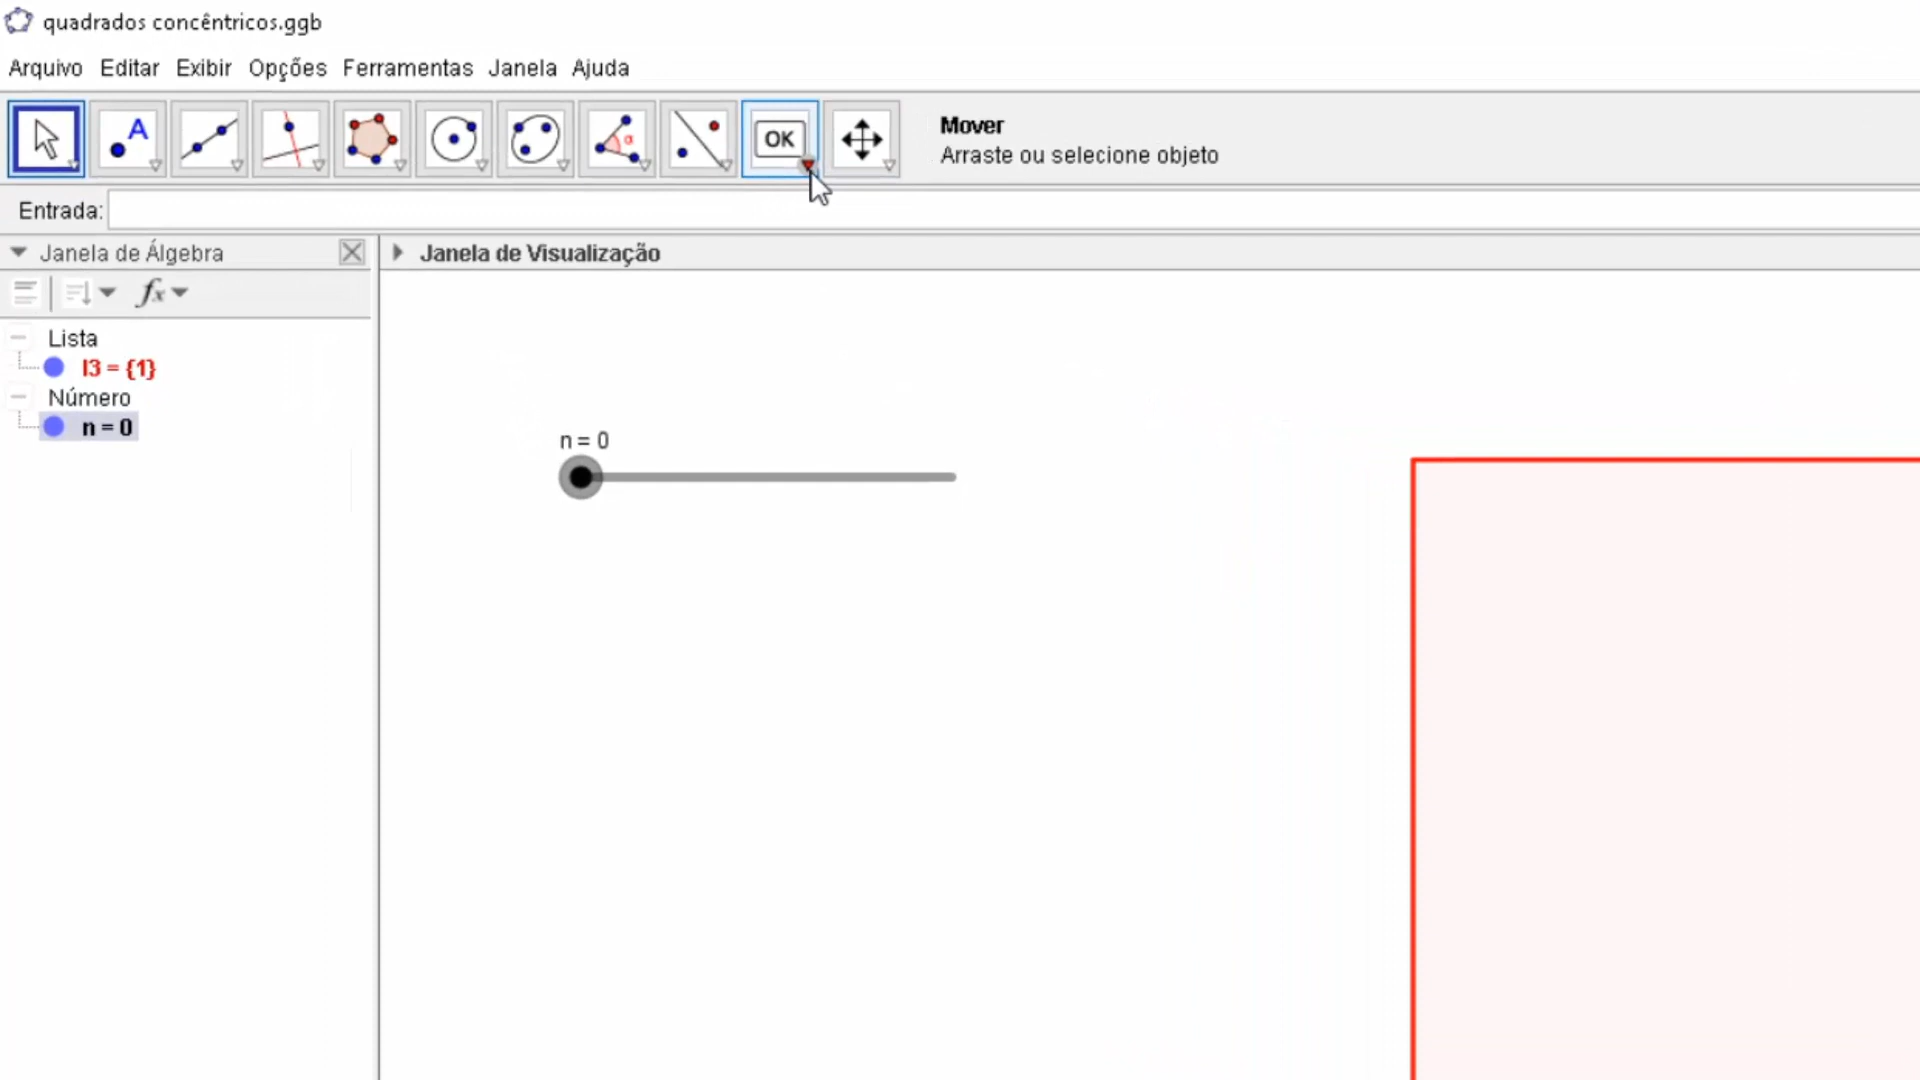 quadrados concêntricos.ggb
Arquivo Editar Exibir Opções Ferramentas Janela Ajuda
A
α
OK
Mover
Arraste ou selecione objeto
Entrada:
Janela de Álgebra
Janela de Visualização
fx
Lista
l3 = {1}
Número
n = 0
n = 0